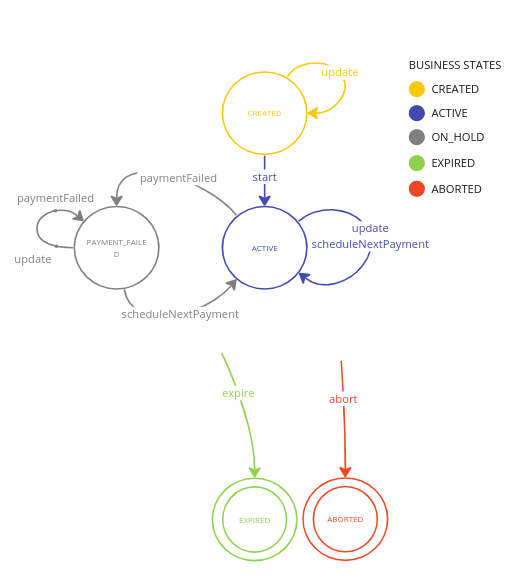 BUSINESS STATES
CREATED
ACTIVE
ON_HOLD
EXPIRED
ABORTED
update
CREATED
start
paymentFailed
paymentFailed
update
PAYMENT_FAILE
D
ACTIVE
update
scheduleNextPayment
scheduleNextPayment
expire
abort
EXPIRED
ABORTED